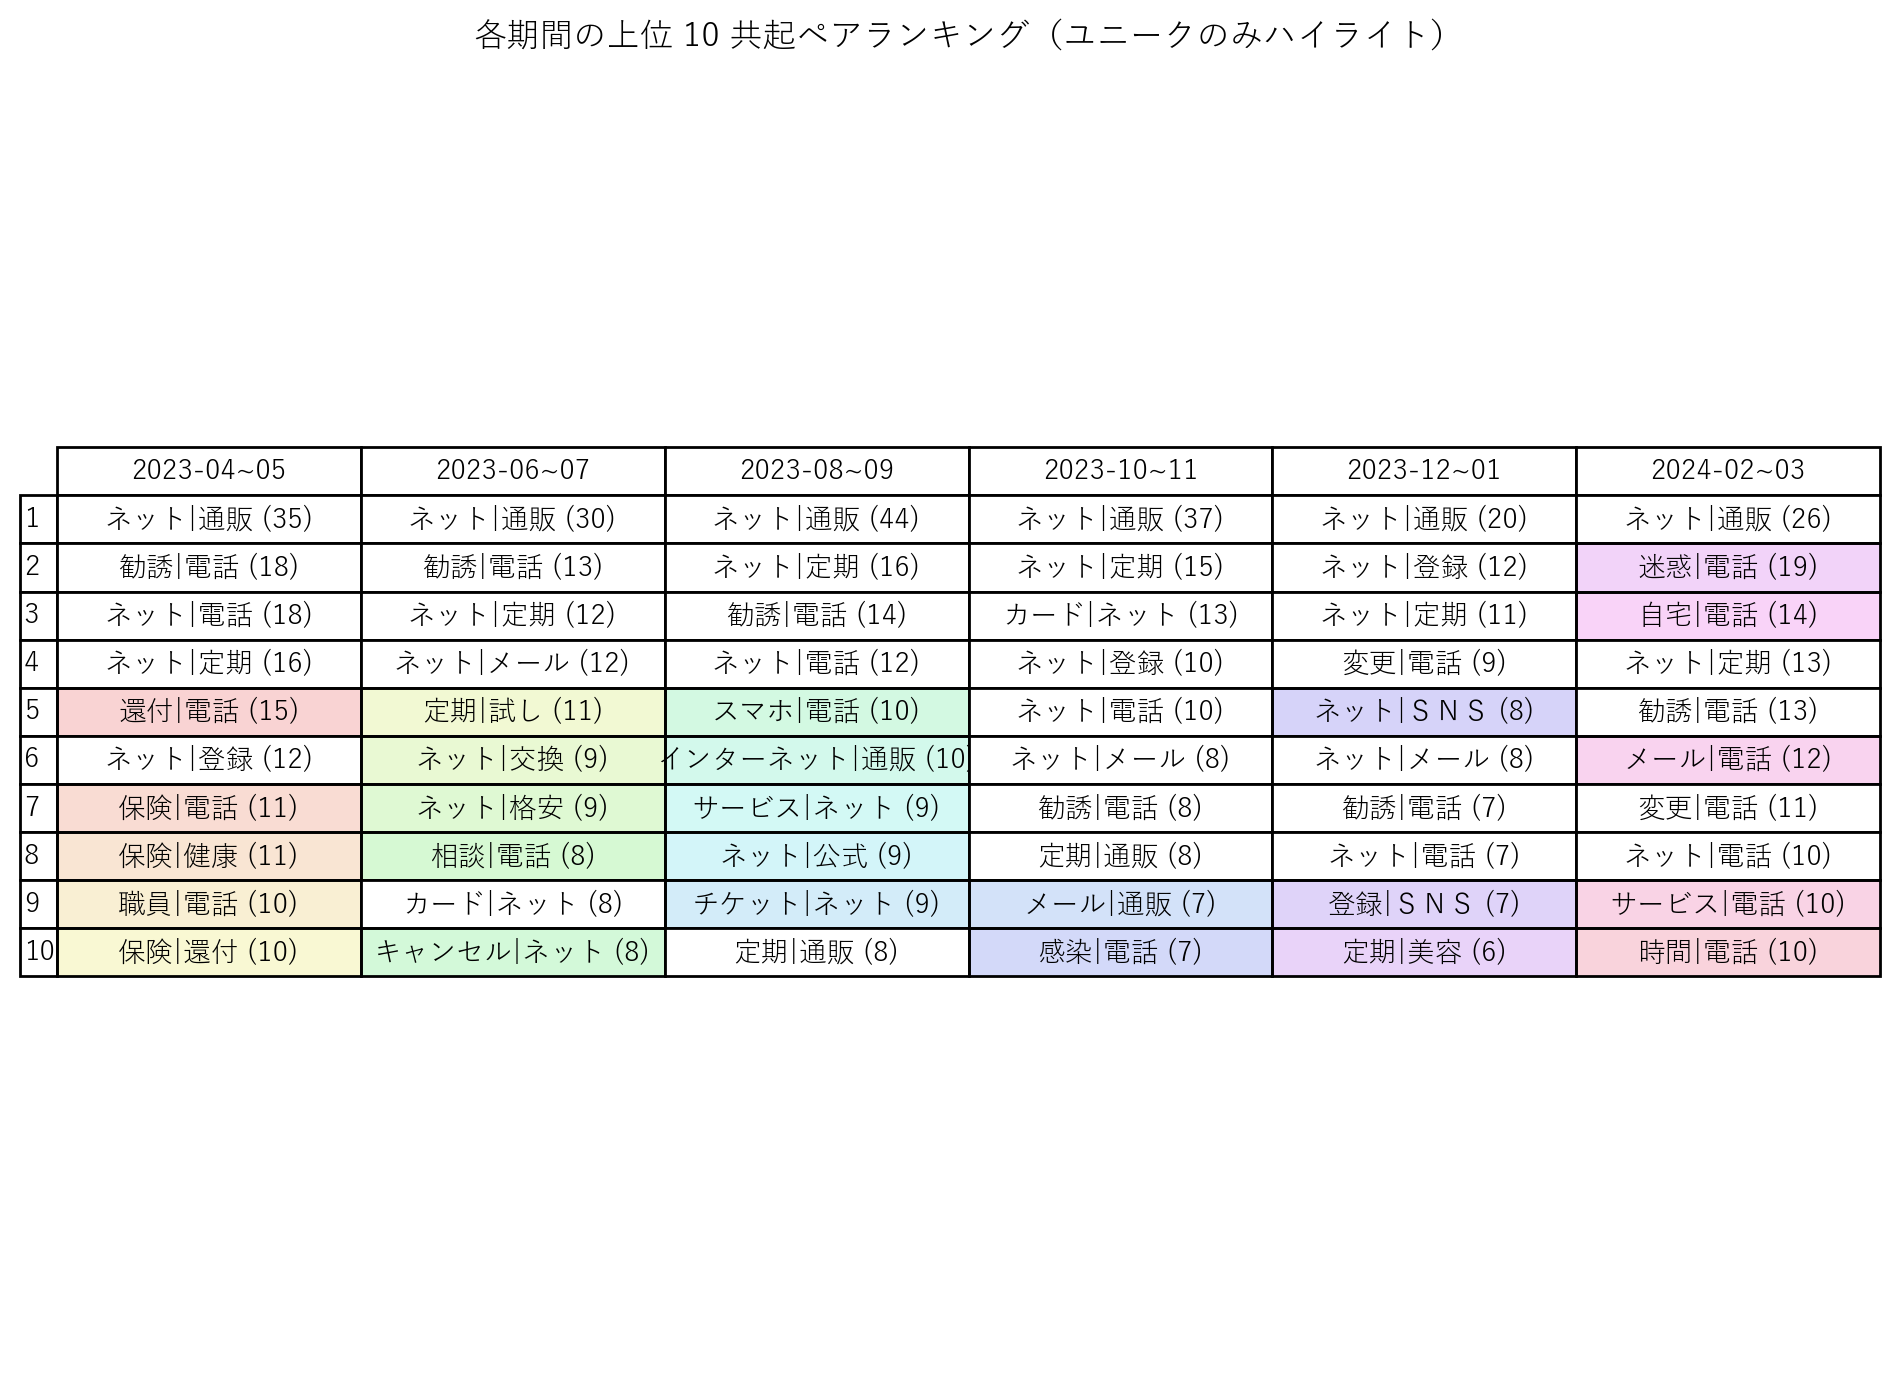 各期間の上位 10 共起ペアランキング（ユニークのみハイライト）
2023-04~05 2023-06~07 2023-08~09 2023-10~11 2023-12~01 2024-02~03
1 ネット|通販 (35) ネット|通販 (30) ネット|通販 (44) ネット|通販 (37) ネット|通販 (20) ネット|通販 (26)
2 勧誘|電話 (18) 勧誘|電話 (13) ネット|定期 (16) ネット|定期 (15) ネット|登録 (12) 迷惑|電話 (19)
3 ネット|電話 (18) ネット|定期 (12) 勧誘|電話 (14) カード|ネット (13) ネット|定期 (11) 自宅|電話 (14)
4 ネット|定期 (16) ネット|メール (12) ネット|電話 (12) ネット|登録 (10) 変更|電話 (9) ネット|定期 (13)
5 還付|電話 (15) 定期|試し (11) スマホ|電話 (10) ネット|電話 (10) ネット|ＳＮＳ (8) 勧誘|電話 (13)
6 ネット|登録 (12) ネット|交換 (9) インターネット|通販 (10) ネット|メール (8) ネット|メール (8) メール|電話 (12)
7 保険|電話 (11) ネット|格安 (9) サービス|ネット (9) 勧誘|電話 (8) 勧誘|電話 (7) 変更|電話 (11)
8 保険|健康 (11) 相談|電話 (8) ネット|公式 (9) 定期|通販 (8) ネット|電話 (7) ネット|電話 (10)
9 職員|電話 (10) カード|ネット (8) チケット|ネット (9) メール|通販 (7) 登録|ＳＮＳ (7) サービス|電話 (10)
10 保険|還付 (10) キャンセル|ネット (8) 定期|通販 (8) 感染|電話 (7) 定期|美容 (6) 時間|電話 (10)